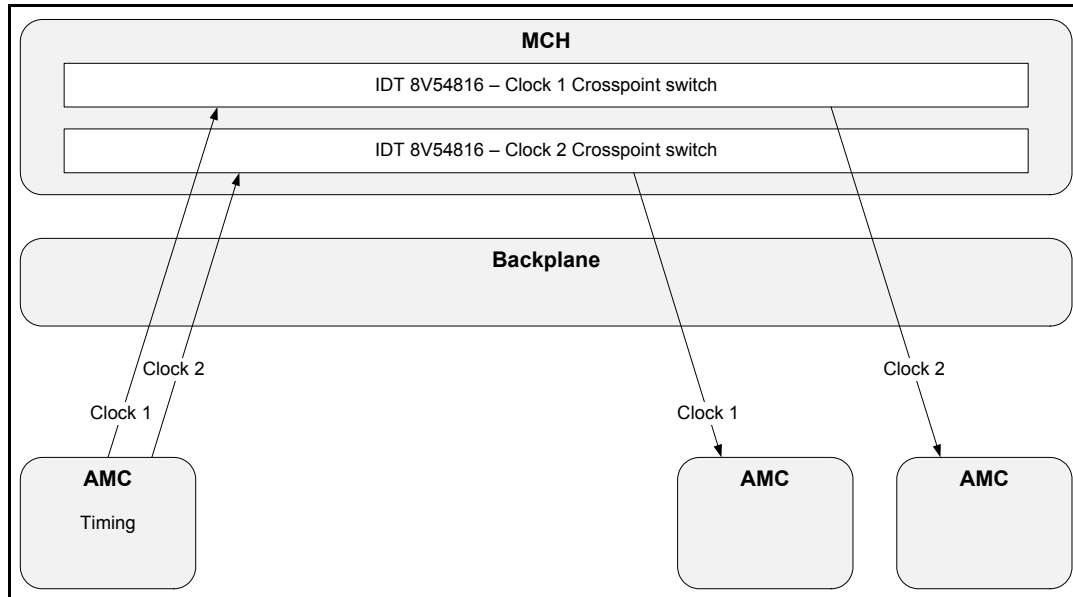 MCH
IDT 8V54816 – Clock 1 Crosspoint switch
IDT 8V54816 – Clock 2 Crosspoint switch
Backplane
Clock 2
Clock 2
Clock 1
Clock 1
AMC
Timing
AMC
AMC